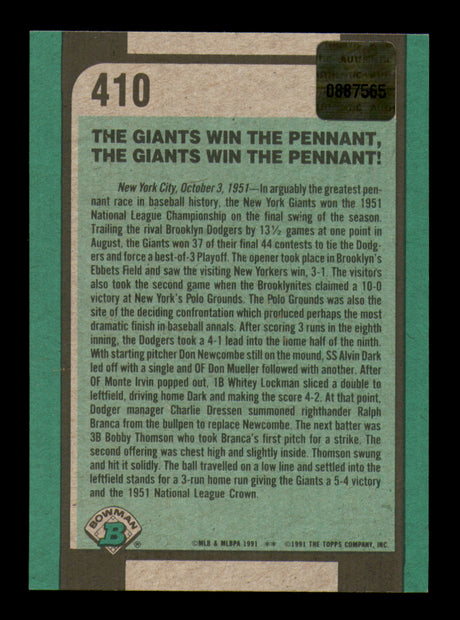 410
AUTHENTIC
0887565
THE GIANTS WIN THE PENNANT,
THE GIANTS WIN THE PENNANT!
New York City, October 3, 1951—In arguably the greatest pen-
nant race in baseball history, the New York Giants won the 1951
National League Championship on the final swing of the season.
Trailing the rival Brooklyn Dodgers by 13½ games at one point in
August, the Giants won 37 of their final 44 contests to tie the Dodg-
ers and force a best-of-3 Playoff. The opener took place in Brooklyn's
Ebbets Field and saw the visiting New Yorkers win, 3-1. The visitors
also took the second game when the Brooklynites claimed a 10-0
victory at New York's Polo Grounds. The Polo Grounds was also the
site of the deciding confrontation which produced perhaps the most
dramatic finish in baseball annals. After scoring 3 runs in the eighth
inning, the Dodgers took a 4-1 lead into the home half of the ninth.
With starting pitcher Don Newcombe still on the mound, SS Alvin Dark
led off with a single and OF Don Mueller followed with another. After
OF Monte Irvin popped out, 1B Whitey Lockman sliced a double to
leftfield, driving home Dark and making the score 4-2. At that point,
Dodger manager Charlie Dressen summoned righthander Ralph
Branca from the bullpen to replace Newcombe. The next batter was
3B Bobby Thomson who took Branca's first pitch for a strike. The
second offering was chest high and slightly inside. Thomson swung
and hit it solidly. The ball travelled on a low line and settled into the
leftfield stands for a 3-run home run giving the Giants a 5-4 victory
and the 1951 National League Crown.
BOWMAN
B ®
©MLB & MLBPA 1991 ** ©1991 THE TOPPS COMPANY, INC.